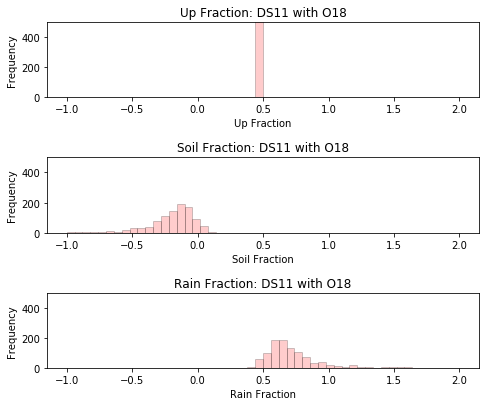 Up Fraction: DS11 with O18
400
200
0
Frequency
−1.0 −0.5 0.0 0.5 1.0 1.5 2.0
Up Fraction
Soil Fraction: DS11 with O18
400
200
0
Frequency
−1.0 −0.5 0.0 0.5 1.0 1.5 2.0
Soil Fraction
Rain Fraction: DS11 with O18
400
200
0
Frequency
−1.0 −0.5 0.0 0.5 1.0 1.5 2.0
Rain Fraction